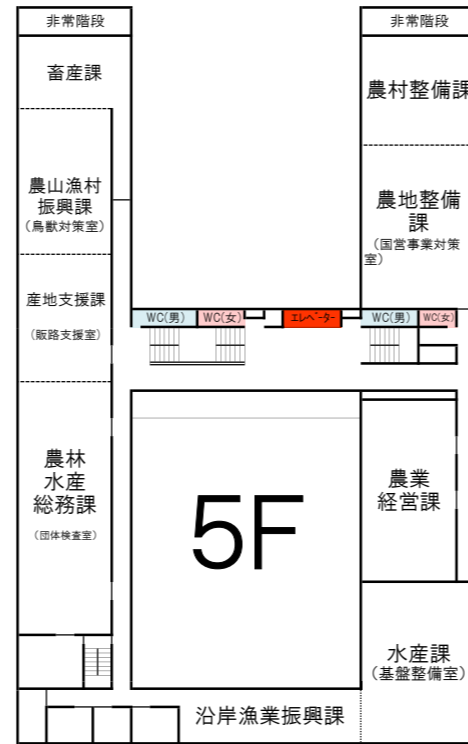 非常階段
畜産課
農山漁村
振興課
(鳥獣対策室)
産地支援課
(販路支援室)
農林
水産
総務課
(団体検査室)
WC(男)
WC(女)
エレベーター
WC(男)
WC(女)
非常階段
農村整備課
農地整備
課
(国営事業対策
室)
5F
農業
経営課
水産課
(基盤整備室)
沿岸漁業振興課